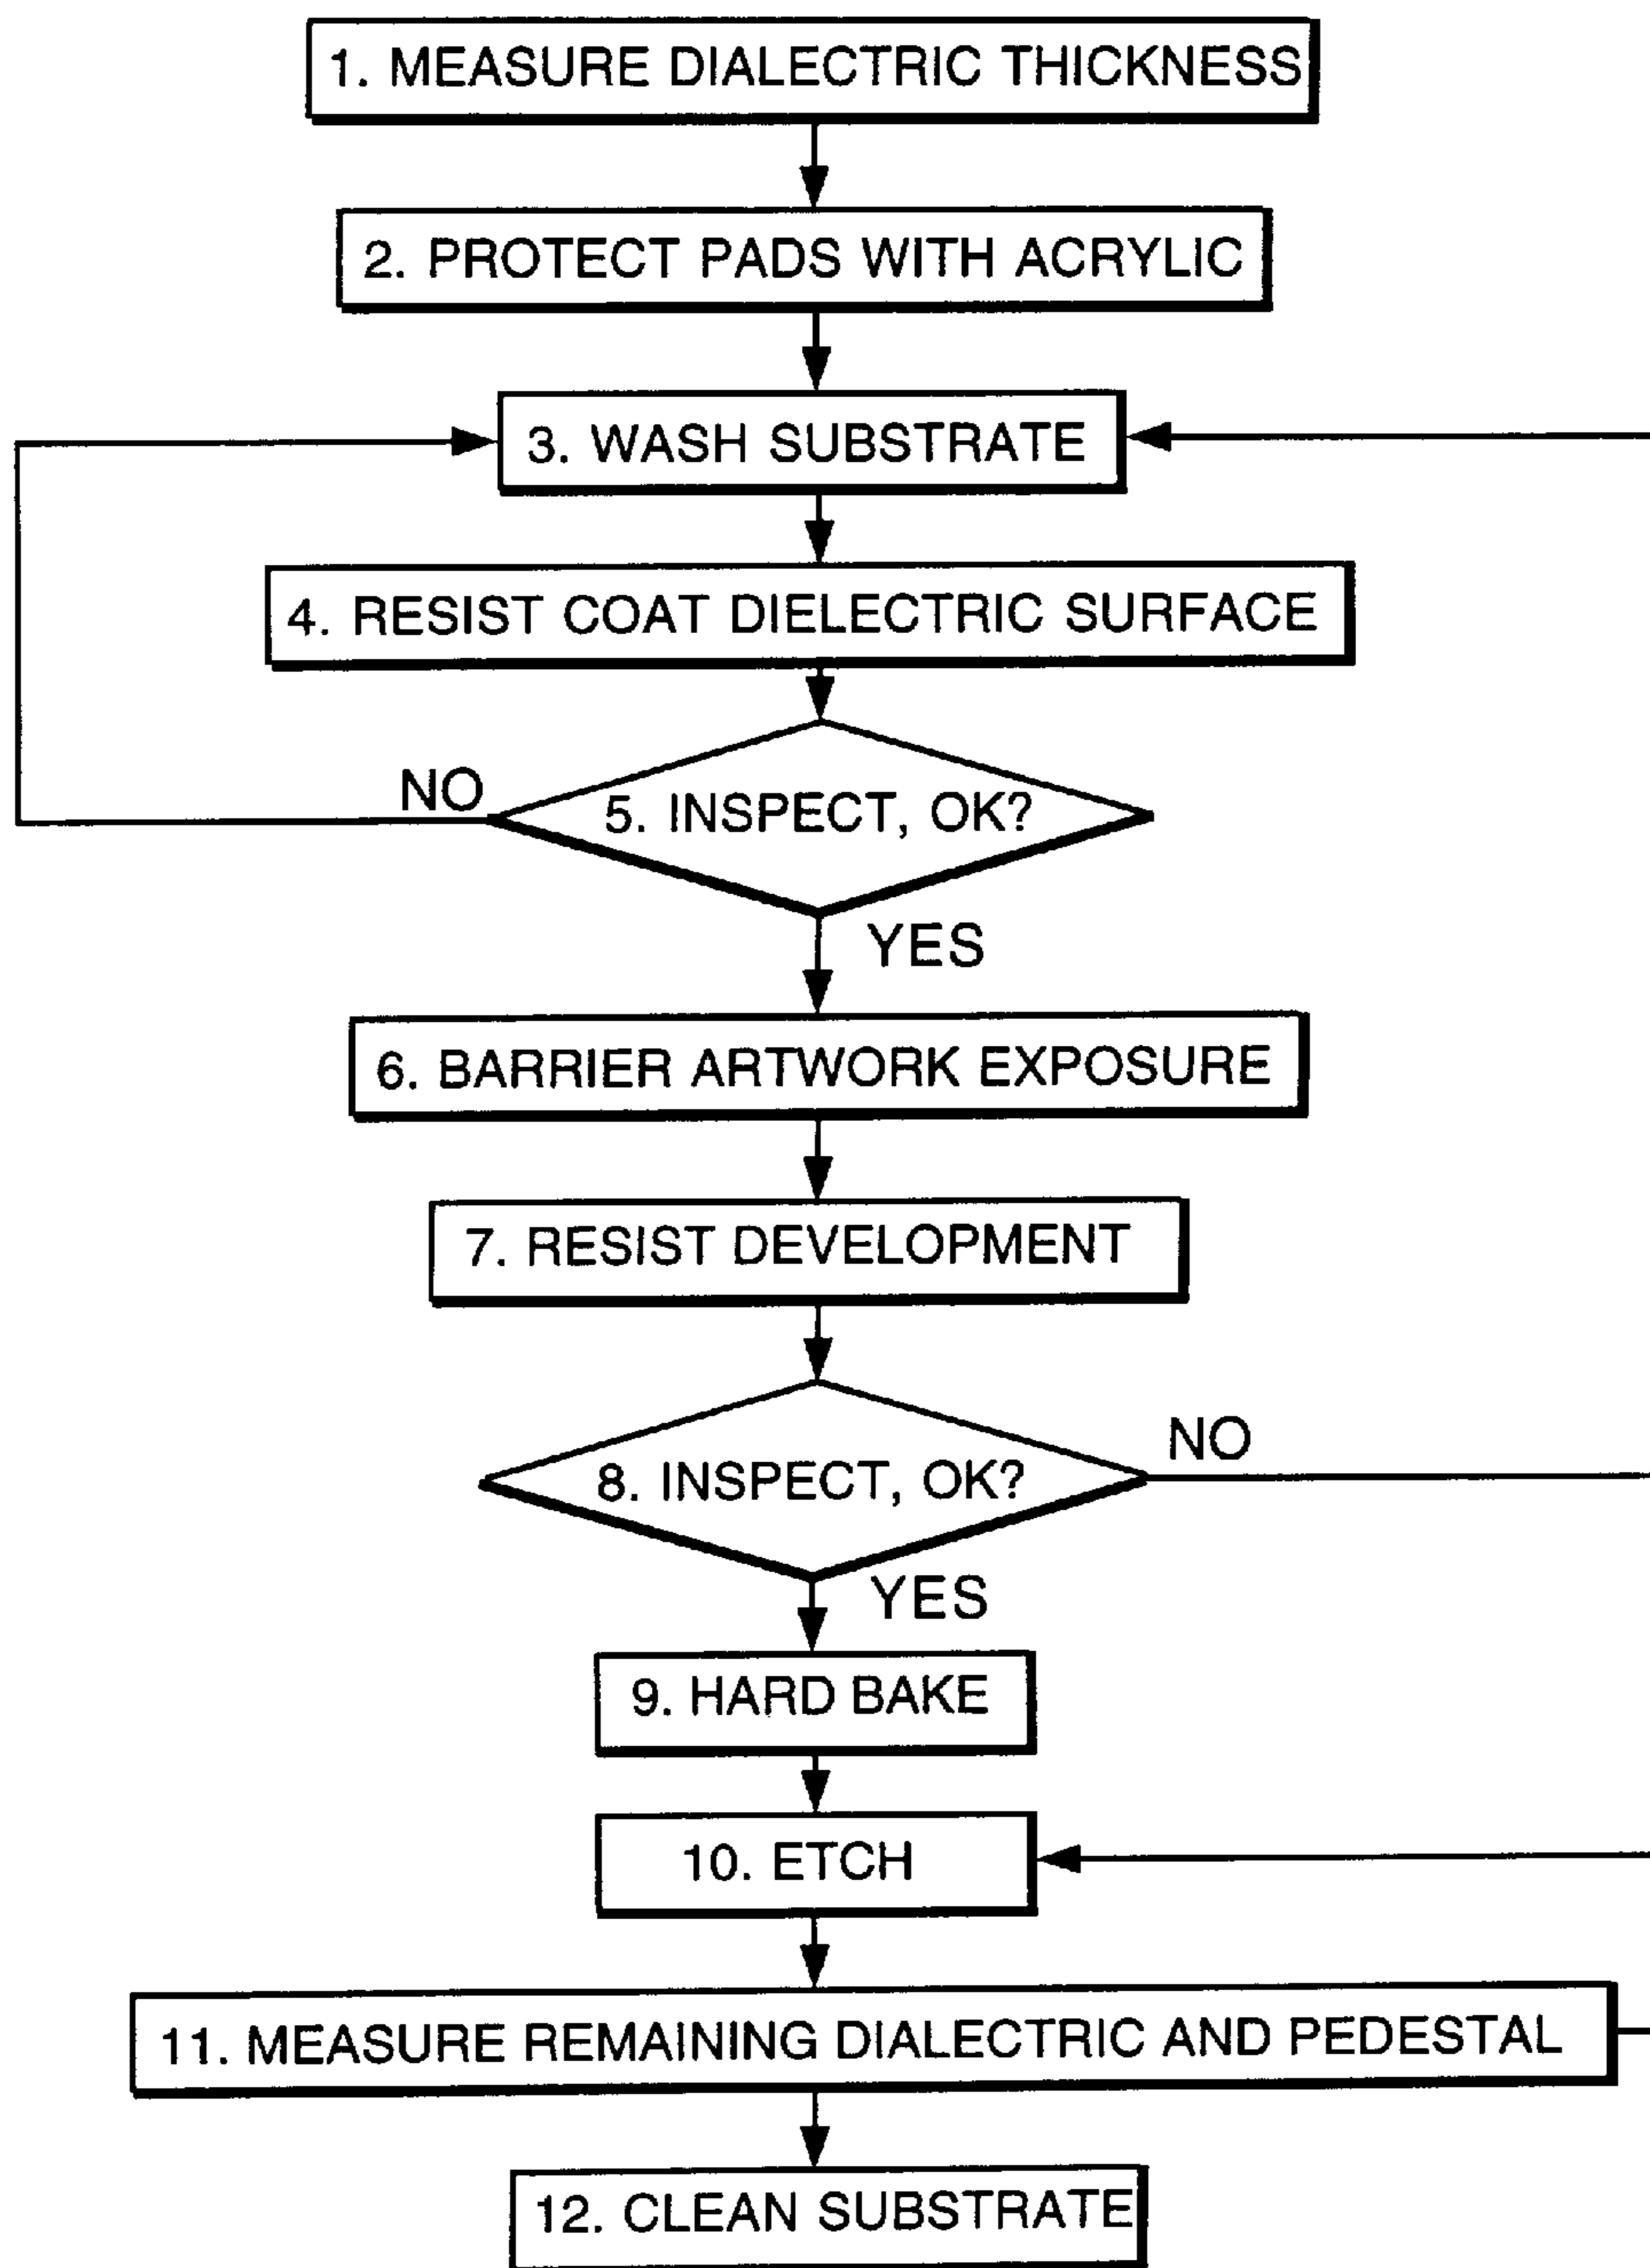 1. MEASURE DIALECTRIC THICKNESS
2. PROTECT PADS WITH ACRYLIC
3. WASH SUBSTRATE
4. RESIST COAT DIELECTRIC SURFACE
NO
5. INSPECT, OK?
YES
6. BARRIER ARTWORK EXPOSURE
7. RESIST DEVELOPMENT
NO
8. INSPECT, OK?
YES
9. HARD BAKE
10. ETCH
11. MEASURE REMAINING DIALECTRIC AND PEDESTAL
12. CLEAN SUBSTRATE